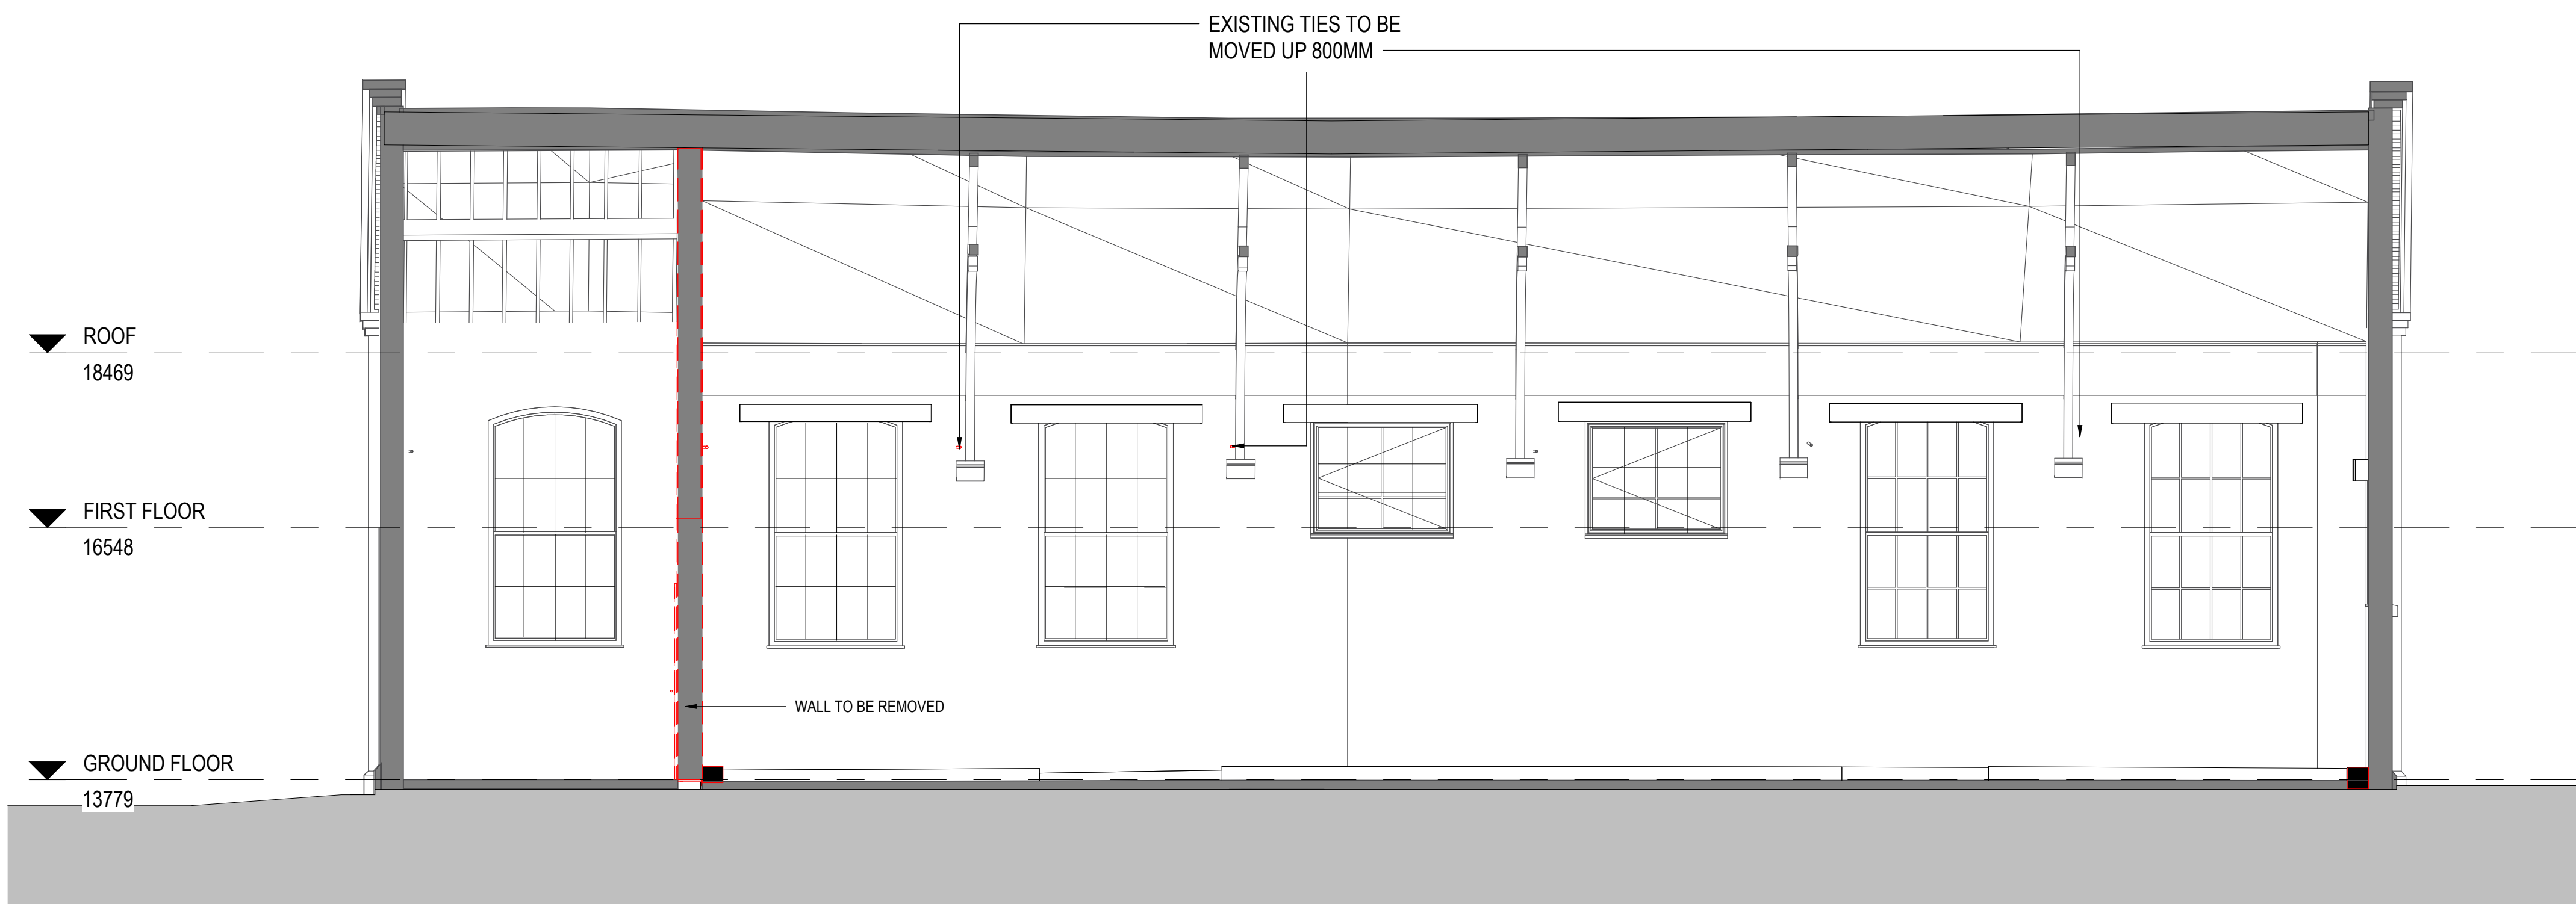 EXISTING TIES TO BE
MOVED UP 800MM
ROOF
18469
FIRST FLOOR
16548
WALL TO BE REMOVED
GROUND FLOOR
13779